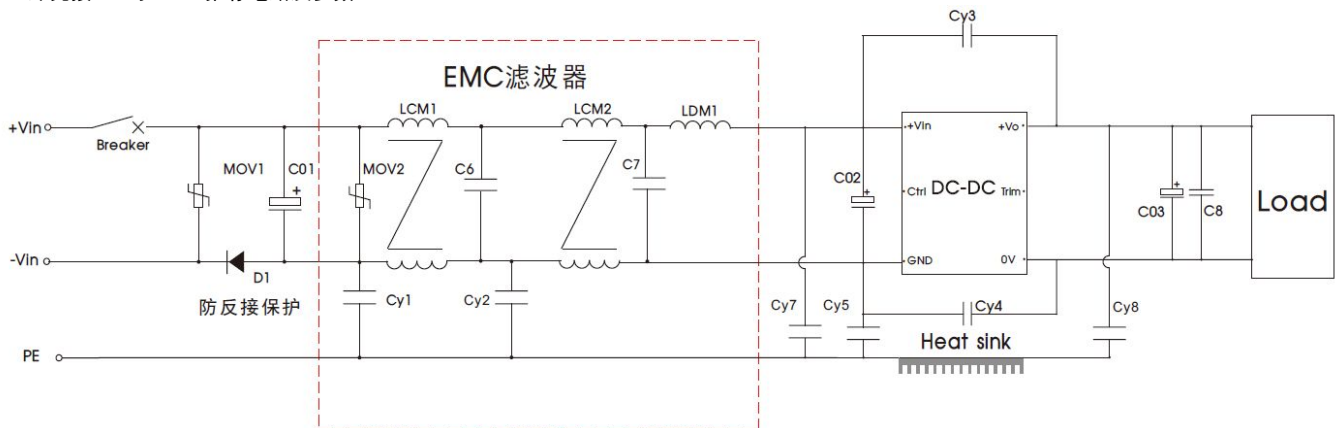 Cy3
EMC滤波器
LCM1
LCM2
LDM1
+Vin
Breaker
+Vin
+Vo
MOV1
C01
+
MOV2
C6
C7
C02
+
Ctrl
DC-DC
Trim
C03
+
C8
Load
-Vin
D1
GND
0V
防反接保护
Cy1
Cy2
Cy7
Cy5
Cy4
Cy8
PE
Heat sink